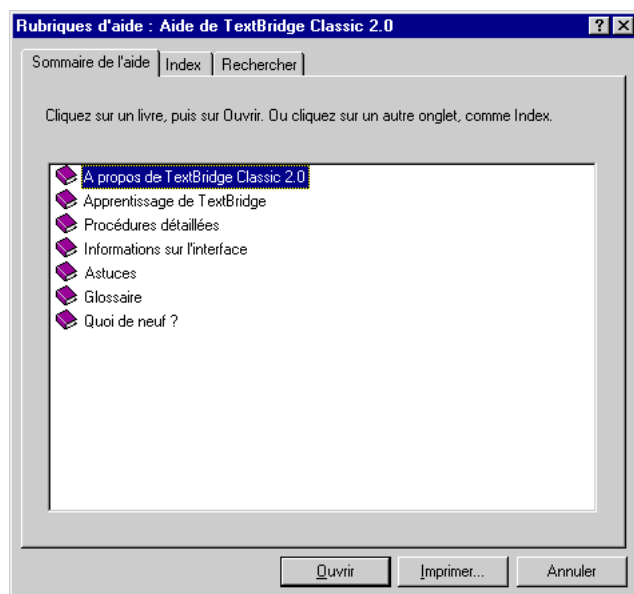 Rubriques d'aide : Aide de TextBridge Classic 2.0
Sommaire de l'aide Index Rechercher
Cliquez sur un livre, puis sur Ouvrir. Ou cliquez sur un autre onglet, comme Index.
A propos de TextBridge Classic 2.0
Apprentissage de TextBridge
Procédures détaillées
Informations sur l'interface
Astuces
Glossaire
Quoi de neuf ?
Ouvrir Imprimer... Annuler